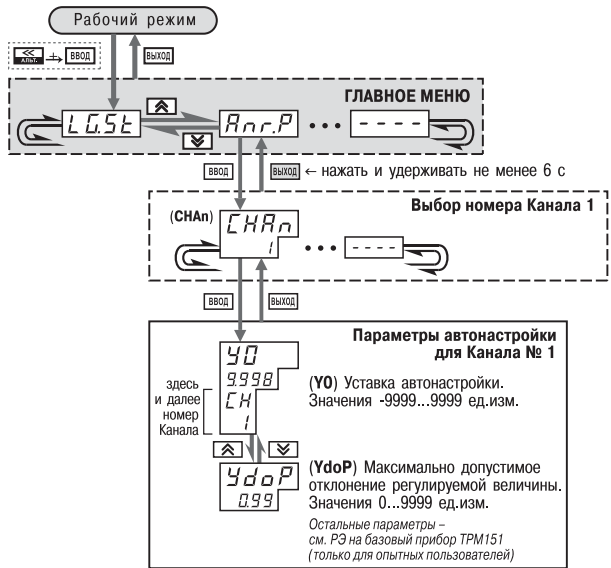 Рабочий режим
≪ АЛЬТ. + ВВОД
ВЫХОД
ГЛАВНОЕ МЕНЮ
LG.St
Anr.P
• • •
- - - -
ВВОД
ВЫХОД ← нажать и удерживать не менее 6 с
Выбор номера Канала 1
(CHAn)
CHAn
1
• • •
- - - -
ВВОД
ВЫХОД
Параметры автонастройки
для Канала № 1
Y0
9.998
CH
1
здесь
и далее
номер
Канала
(Y0) Уставка автонастройки.
Значения -9999...9999 ед.изм.
YdoP
0.99
(YdoP) Максимально допустимое
отклонение регулируемой величины.
Значения 0...9999 ед.изм.
Остальные параметры –
см. РЭ на базовый прибор ТРМ151
(только для опытных пользователей)